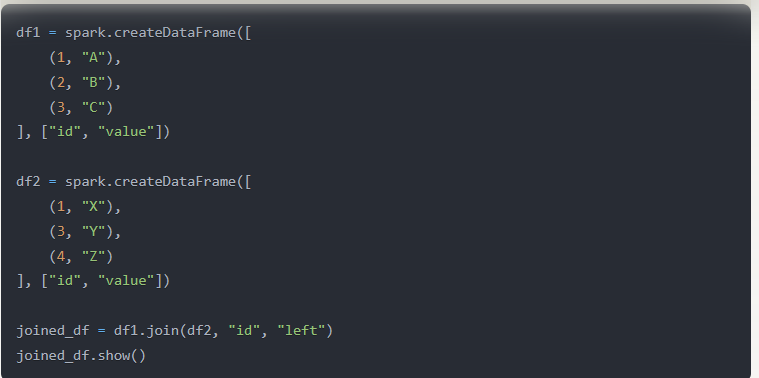 df1 = spark.createDataFrame([
    (1, "A"),
    (2, "B"),
    (3, "C")
], ["id", "value"])

df2 = spark.createDataFrame([
    (1, "X"),
    (3, "Y"),
    (4, "Z")
], ["id", "value"])

joined_df = df1.join(df2, "id", "left")
joined_df.show()